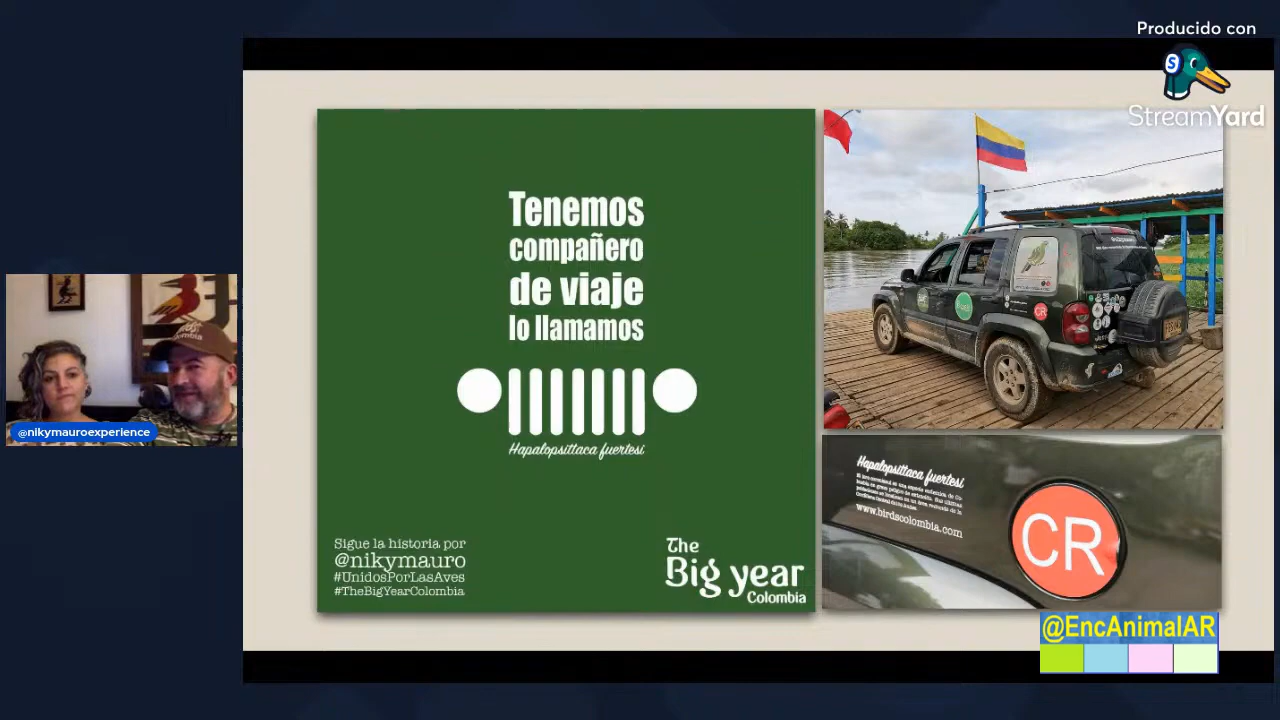 Producido con
S
StreamYard
Tenemos
compañero
de viaje
lo llamamos
Hapalopsittaca fuertesi
Sigue la historia por
@nikymauro
#UnidosPorLasAves
#TheBigYearColombia
The
Big year
Colombia
CR
Hapalopsittaca fuertesi
www.birdscolombia.com
CR
@nikymauroexperience
@EncAnimalAR